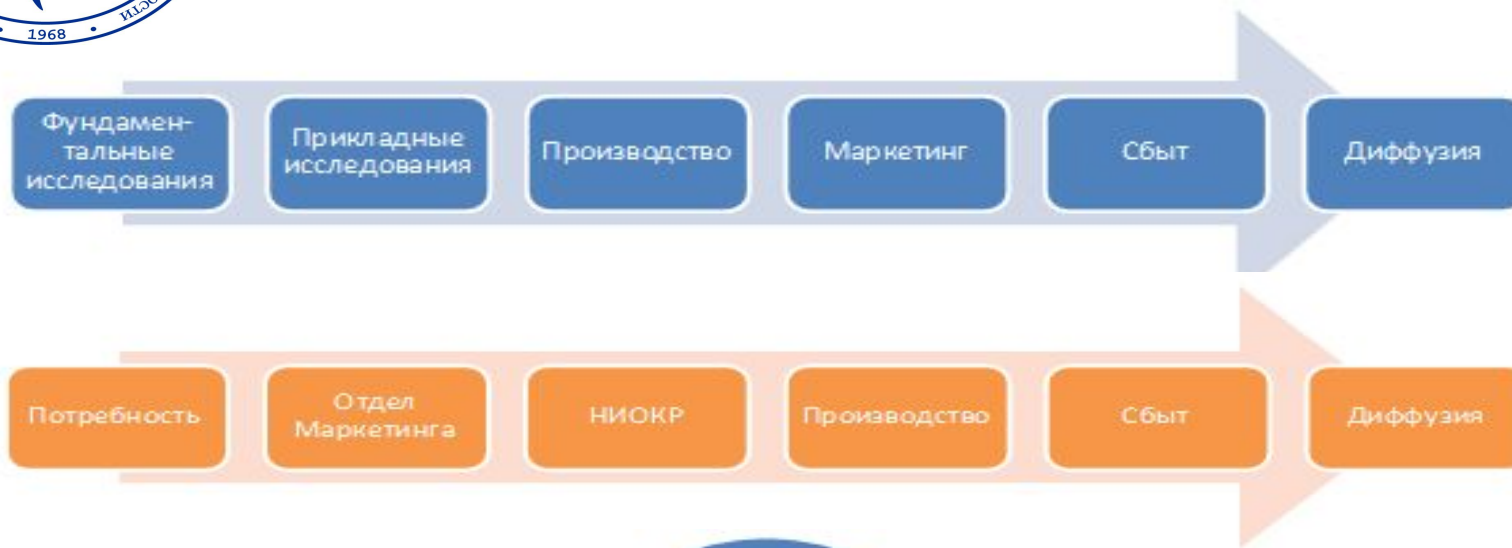 1968
Фундамен-
тальные
исследования
Прикладные
исследования
Производство
Маркетинг
Сбыт
Диффузия
Потребность
Отдел
Маркетинга
НИОКР
Производство
Сбыт
Диффузия